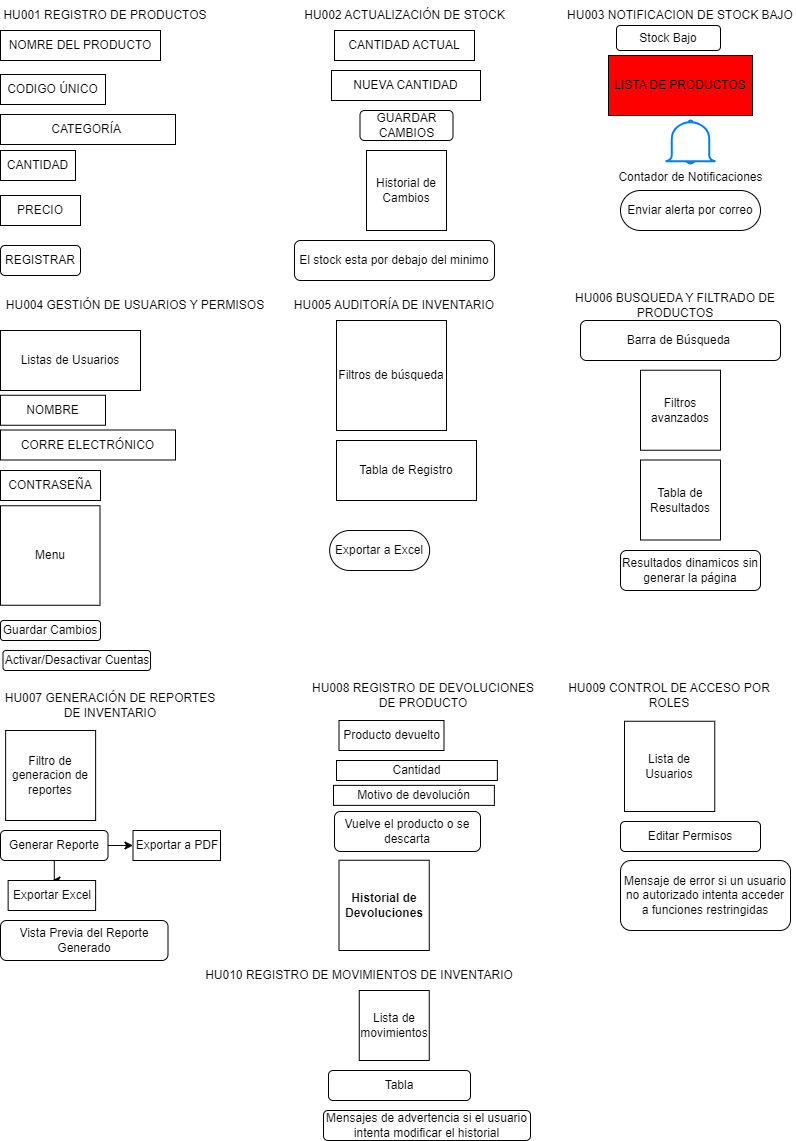 HU001 REGISTRO DE PRODUCTOS
NOMRE DEL PRODUCTO
CODIGO ÚNICO
CATEGORÍA
CANTIDAD
PRECIO
REGISTRAR
HU002 ACTUALIZACIÓN DE STOCK
CANTIDAD ACTUAL
NUEVA CANTIDAD
GUARDAR
CAMBIOS
Historial de
Cambios
El stock esta por debajo del minimo
HU003 NOTIFICACION DE STOCK BAJO
Stock Bajo
LISTA DE PRODUCTOS
Contador de Notificaciones
Enviar alerta por correo
HU004 GESTIÓN DE USUARIOS Y PERMISOS
Listas de Usuarios
NOMBRE
CORRE ELECTRÓNICO
CONTRASEÑA
Menu
Guardar Cambios
Activar/Desactivar Cuentas
HU005 AUDITORÍA DE INVENTARIO
Filtros de búsqueda
Tabla de Registro
Exportar a Excel
HU006 BUSQUEDA Y FILTRADO DE
PRODUCTOS
Barra de Búsqueda
Filtros
avanzados
Tabla de
Resultados
Resultados dinamicos sin
generar la página
HU007 GENERACIÓN DE REPORTES
DE INVENTARIO
Filtro de
generacion de
reportes
Generar Reporte
Exportar a PDF
Exportar Excel
Vista Previa del Reporte
Generado
HU008 REGISTRO DE DEVOLUCIONES
DE PRODUCTO
Producto devuelto
Cantidad
Motivo de devolución
Vuelve el producto o se
descarta
Historial de
Devoluciones
HU009 CONTROL DE ACCESO POR
ROLES
Lista de
Usuarios
Editar Permisos
Mensaje de error si un usuario
no autorizado intenta acceder
a funciones restringidas
HU010 REGISTRO DE MOVIMIENTOS DE INVENTARIO
Lista de
movimientos
Tabla
Mensajes de advertencia si el usuario
intenta modificar el historial